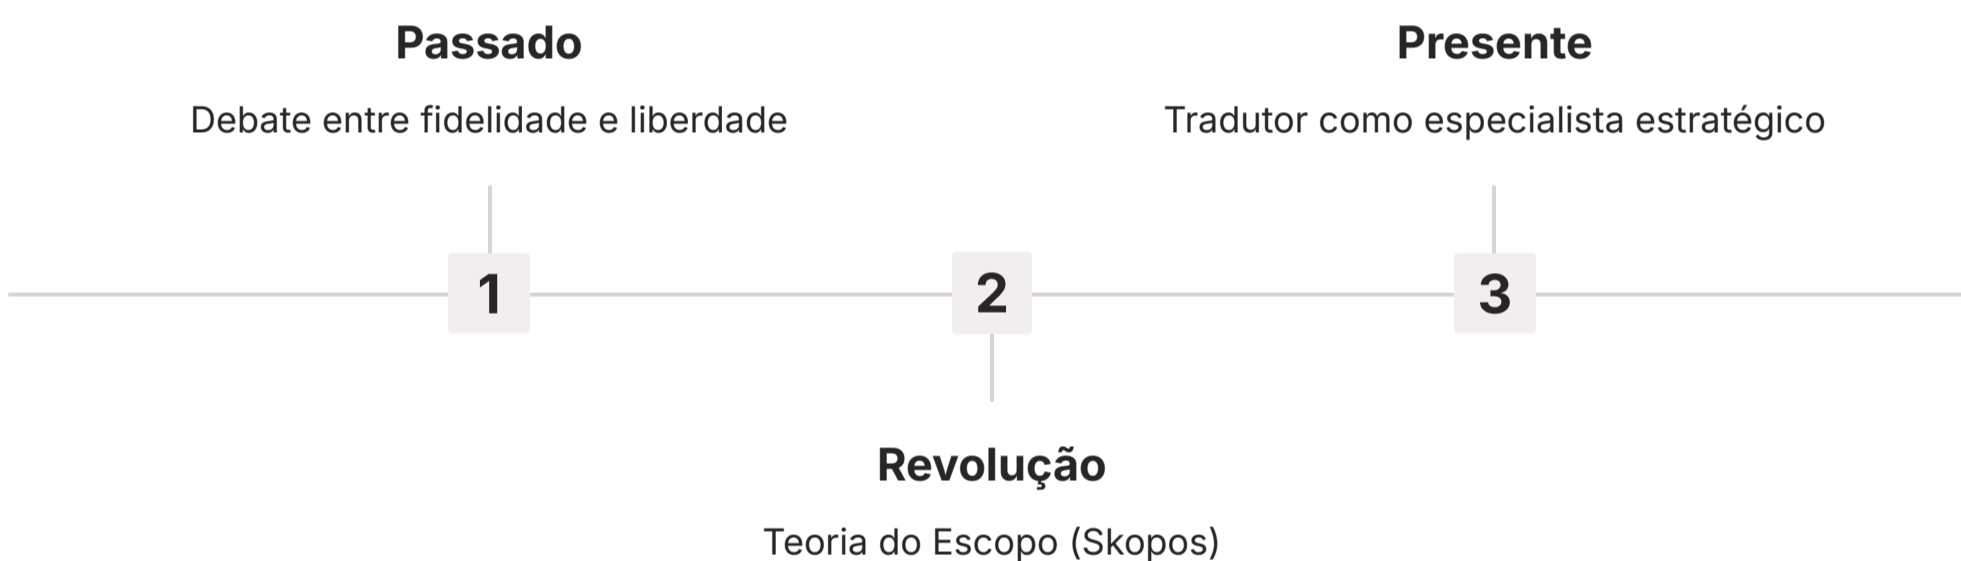 Passado
Debate entre fidelidade e liberdade
Presente
Tradutor como especialista estratégico
1
2
3
Revolução
Teoria do Escopo (Skopos)